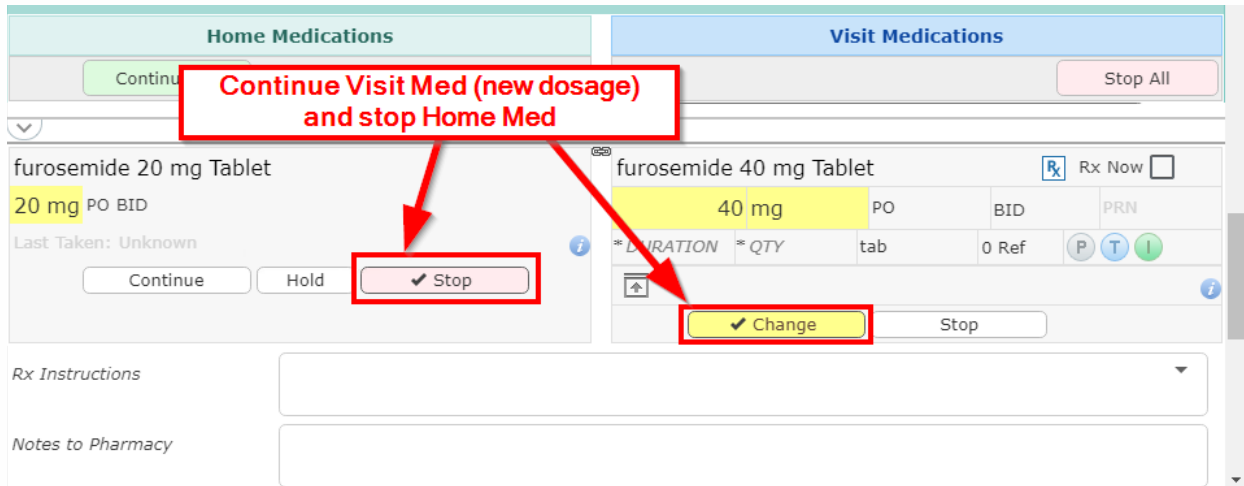 Home Medications
Visit Medications
Continu
Stop All
Continue Visit Med (new dosage)
and stop Home Med
furosemide 20 mg Tablet
20 mg PO BID
Last Taken: Unknown
Continue Hold ✔ Stop
furosemide 40 mg Tablet Rx Rx Now
40 mg PO BID PRN
* DURATION * QTY tab 0 Ref P T I
✔ Change Stop
Rx Instructions
Notes to Pharmacy